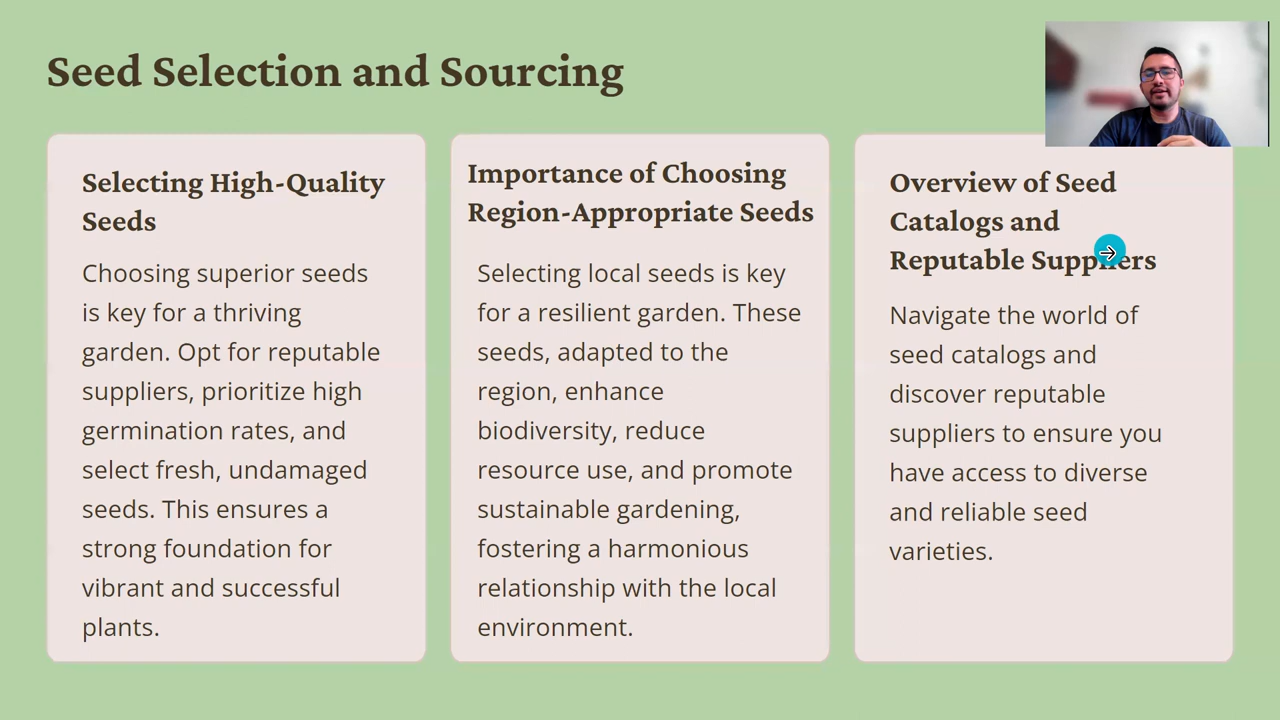 Seed Selection and Sourcing
Selecting High-Quality
Seeds
Choosing superior seeds
is key for a thriving
garden. Opt for reputable
suppliers, prioritize high
germination rates, and
select fresh, undamaged
seeds. This ensures a
strong foundation for
vibrant and successful
plants.
Importance of Choosing
Region-Appropriate Seeds
Selecting local seeds is key
for a resilient garden. These
seeds, adapted to the
region, enhance
biodiversity, reduce
resource use, and promote
sustainable gardening,
fostering a harmonious
relationship with the local
environment.
Overview of Seed
Catalogs and
Reputable Suppliers
Navigate the world of
seed catalogs and
discover reputable
suppliers to ensure you
have access to diverse
and reliable seed
varieties.